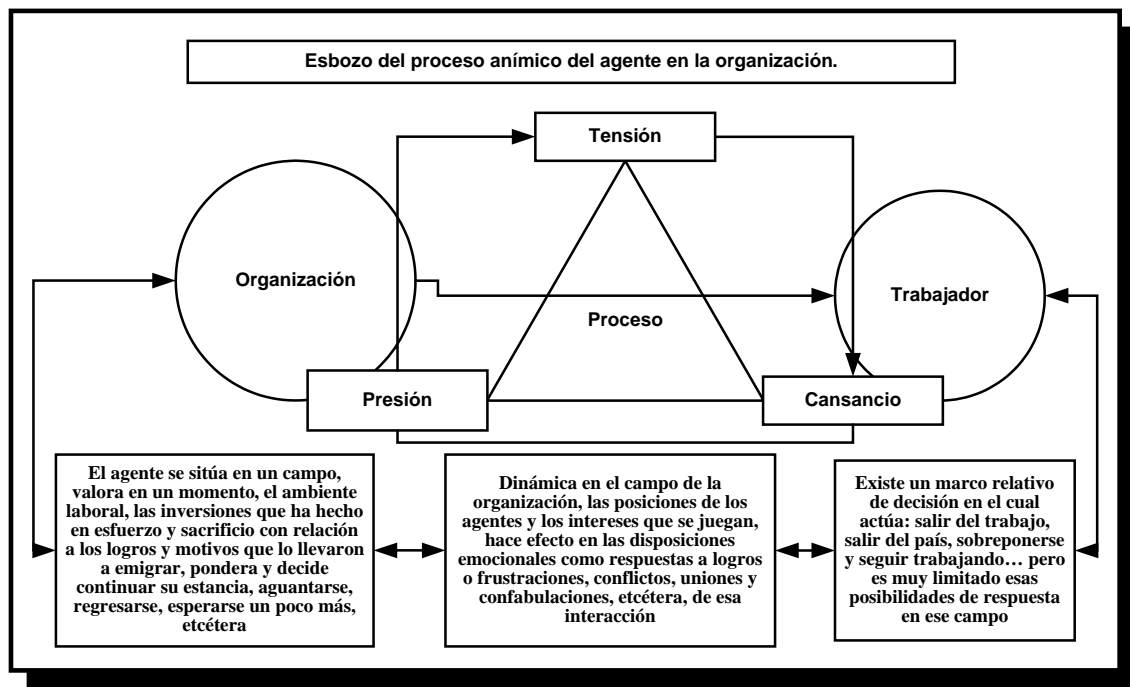 Esbozo del proceso anímico del agente en la organización.
Tensión
Organización
Trabajador
Proceso
Presión
Cansancio
El agente se sitúa en un campo,
valora en un momento, el ambiente
laboral, las inversiones que ha hecho
en esfuerzo y sacrificio con relación
a los logros y motivos que lo llevaron
a emigrar, pondera y decide
continuar su estancia, aguantarse,
regresarse, esperarse un poco más,
etcétera
Dinámica en el campo de la
organización, las posiciones de los
agentes y los intereses que se juegan,
hace efecto en las disposiciones
emocionales como respuestas a logros
o frustraciones, conflictos, uniones y
confabulaciones, etcétera, de esa
interacción
Existe un marco relativo
de decisión en el cual
actúa: salir del trabajo,
salir del país, sobreponerse
y seguir trabajando… pero
es muy limitado esas
posibilidades de respuesta
en ese campo